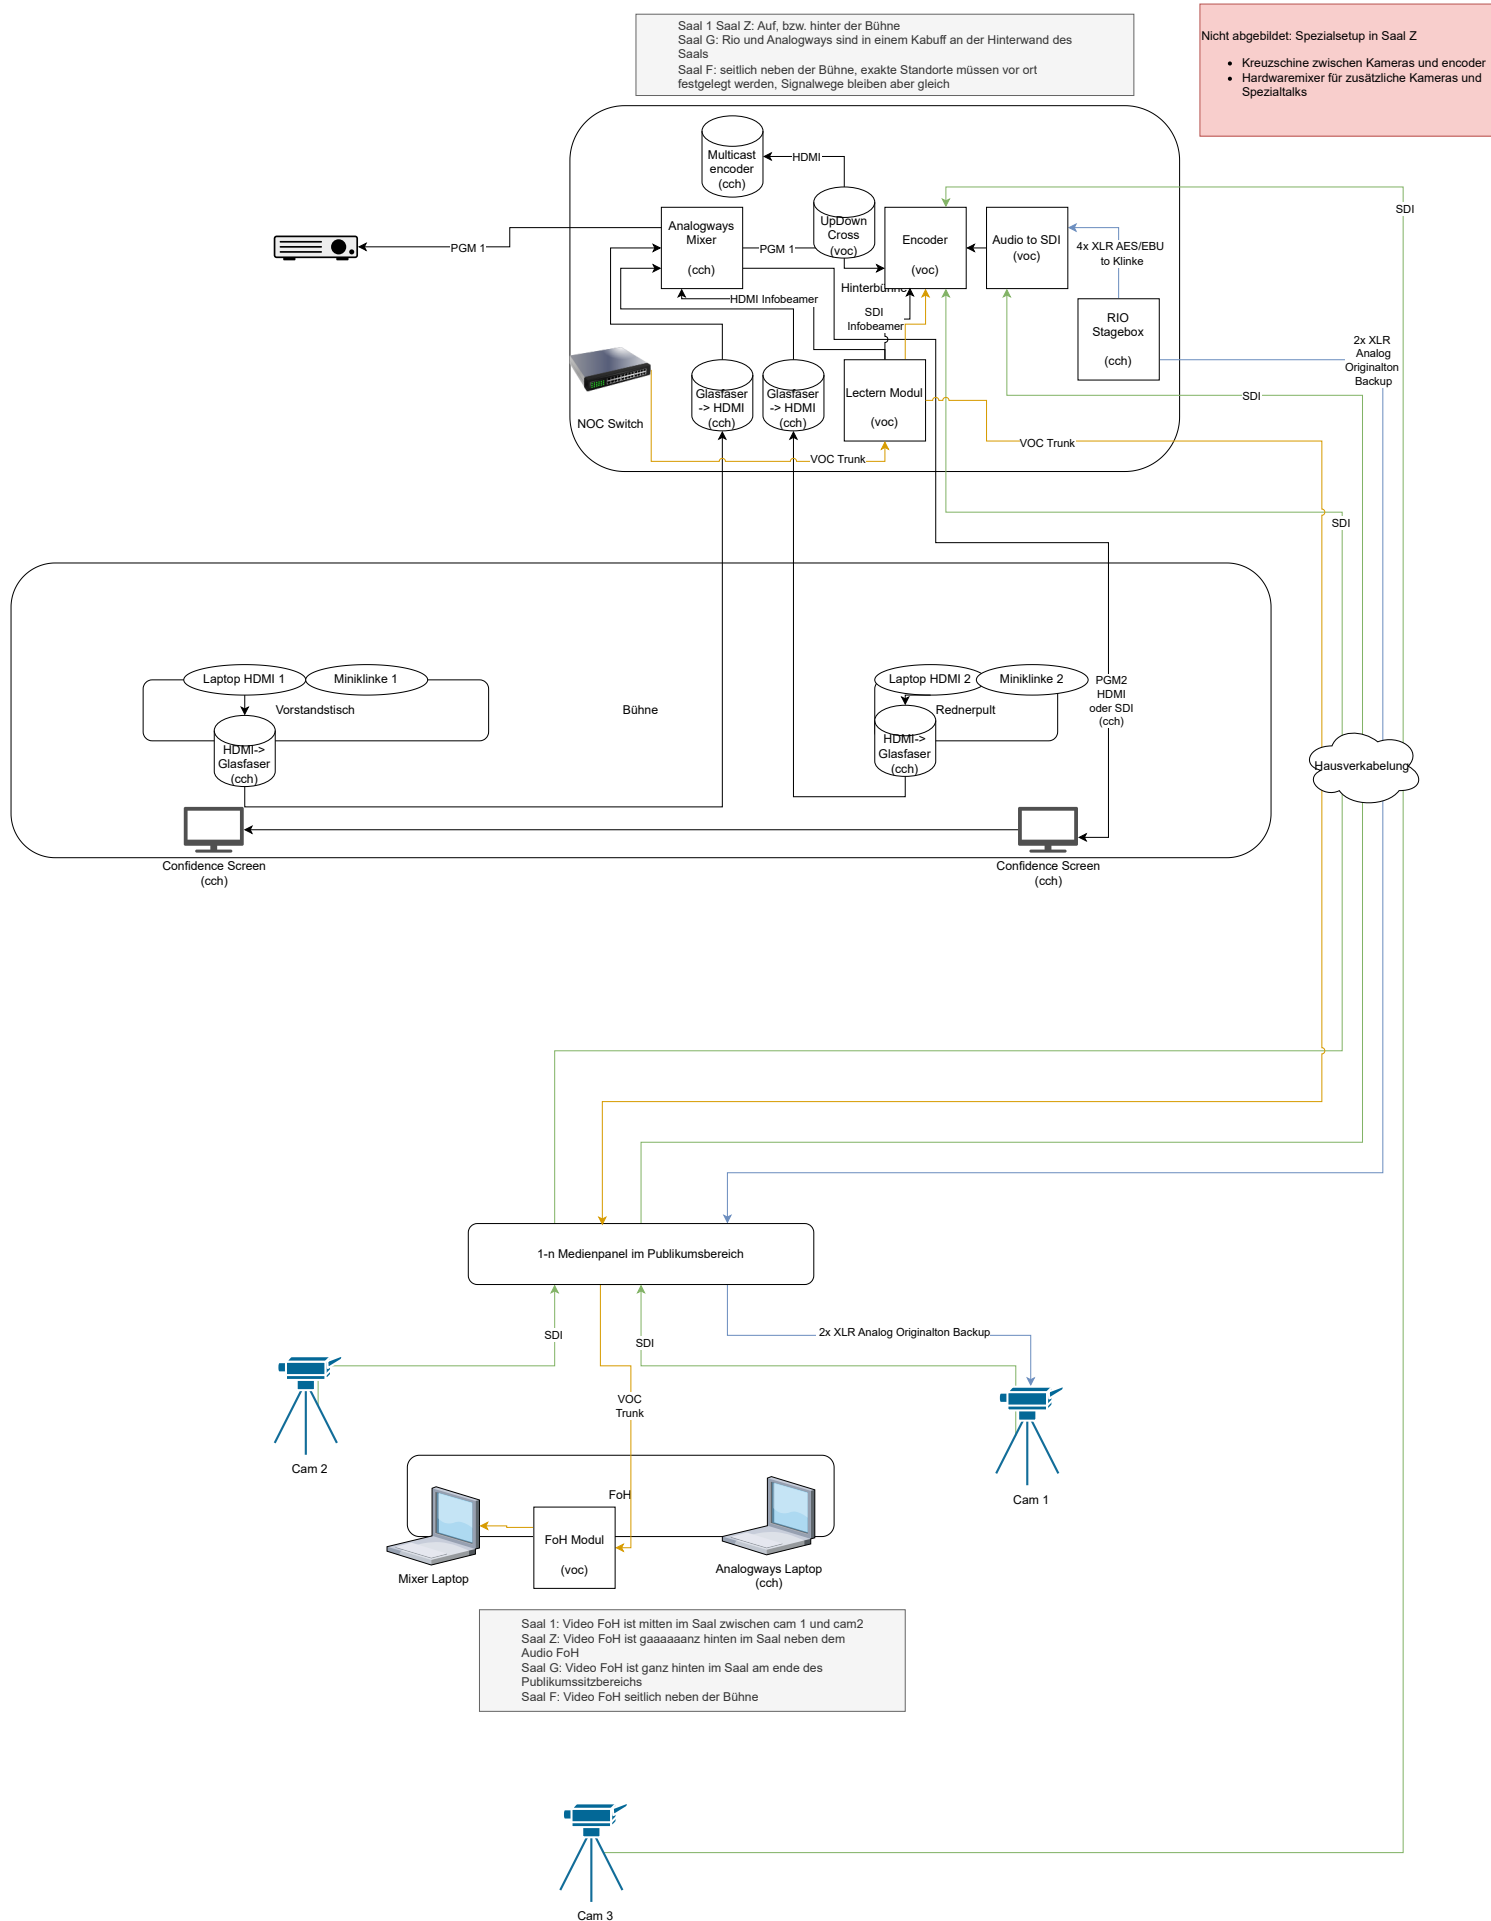 Saal 1 Saal Z: Auf, bzw. hinter der Bühne
Saal G: Rio und Analogways sind in einem Kabuff an der Hinterwand des
Saals
Saal F: seitlich neben der Bühne, exakte Standorte müssen vor ort
festgelegt werden, Signalwege bleiben aber gleich
Nicht abgebildet: Spezialsetup in Saal Z
Kreuzschine zwischen Kameras und encoder
Hardwaremixer für zusätzliche Kameras und
Spezialtalks
Multicast
encoder
(cch)
HDMI
UpDown
Cross
(voc)
Analogways
Mixer
(cch)
PGM 1
PGM 1
Encoder
(voc)
Audio to SDI
(voc)
4x XLR AES/EBU
to Klinke
SDI
Hinterbühne
HDMI Infobeamer
SDI
Infobeamer
RIO
Stagebox
(cch)
2x XLR
Analog
Originalton
Backup
NOC Switch
Glasfaser
-> HDMI
(cch)
Glasfaser
-> HDMI
(cch)
Lectern Modul
(voc)
SDI
VOC Trunk
VOC Trunk
SDI
Laptop HDMI 1
Miniklinke 1
Vorstandstisch
HDMI->
Glasfaser
(cch)
Bühne
Laptop HDMI 2
Miniklinke 2
Rednerpult
HDMI->
Glasfaser
(cch)
PGM2
HDMI
oder SDI
(cch)
Hausverkabelung
Confidence Screen
(cch)
Confidence Screen
(cch)
1-n Medienpanel im Publikumsbereich
SDI
SDI
2x XLR Analog Originalton Backup
VOC
Trunk
Cam 2
Cam 1
FoH
FoH Modul
(voc)
Mixer Laptop
Analogways Laptop
(cch)
Saal 1: Video FoH ist mitten im Saal zwischen cam 1 und cam2
Saal Z: Video FoH ist gaaaaaanz hinten im Saal neben dem
Audio FoH
Saal G: Video FoH ist ganz hinten im Saal am ende des
Publikumssitzbereichs
Saal F: Video FoH seitlich neben der Bühne
Cam 3